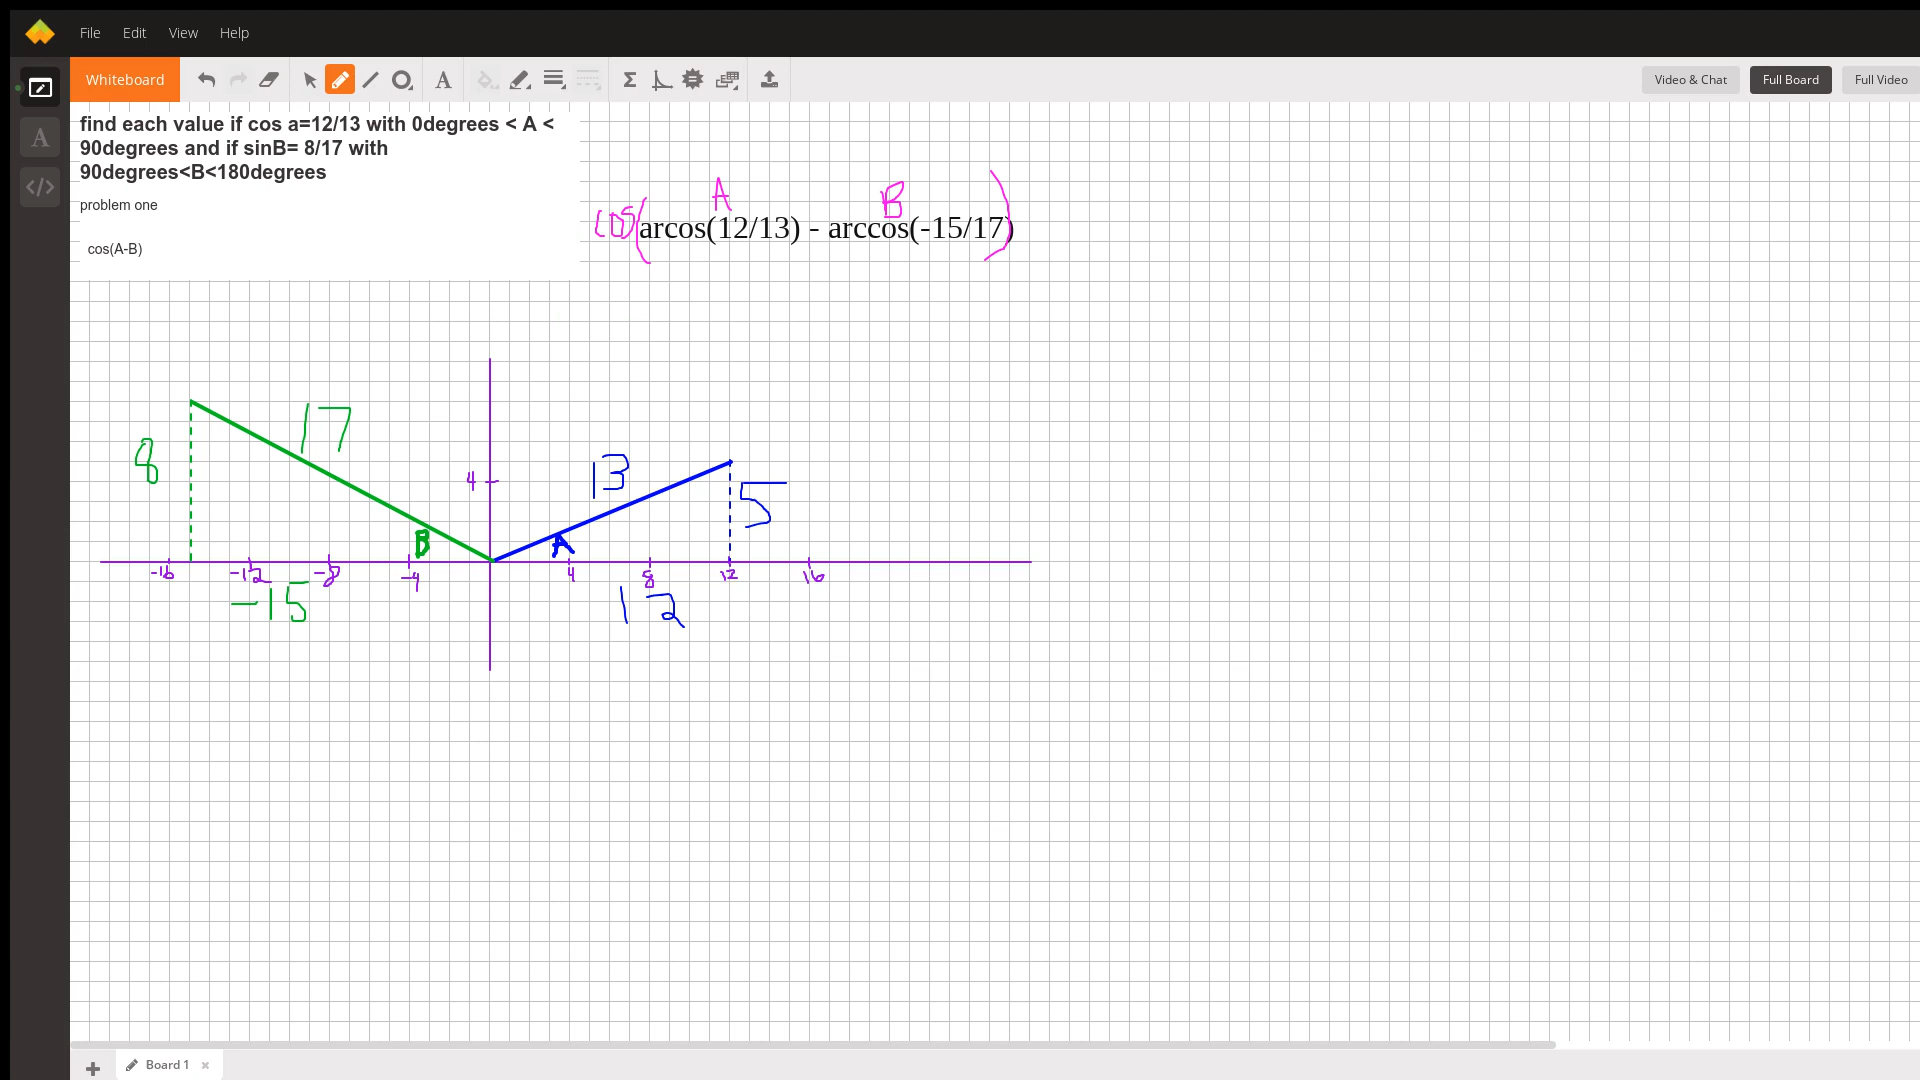 File Edit View Help
Whiteboard A Σ Video & Chat Full Board Full Video
A
</>
find each value if cos a=12/13 with 0degrees < A <
90degrees and if sinB= 8/17 with
90degrees<B<180degrees
problem one
cos(A-B)
A B
cos(arcos(12/13) - arccos(-15/17))
17
8
13
4
5
B A
-16 -12 -8 -4 4 8 12 16
-15 12
Board 1